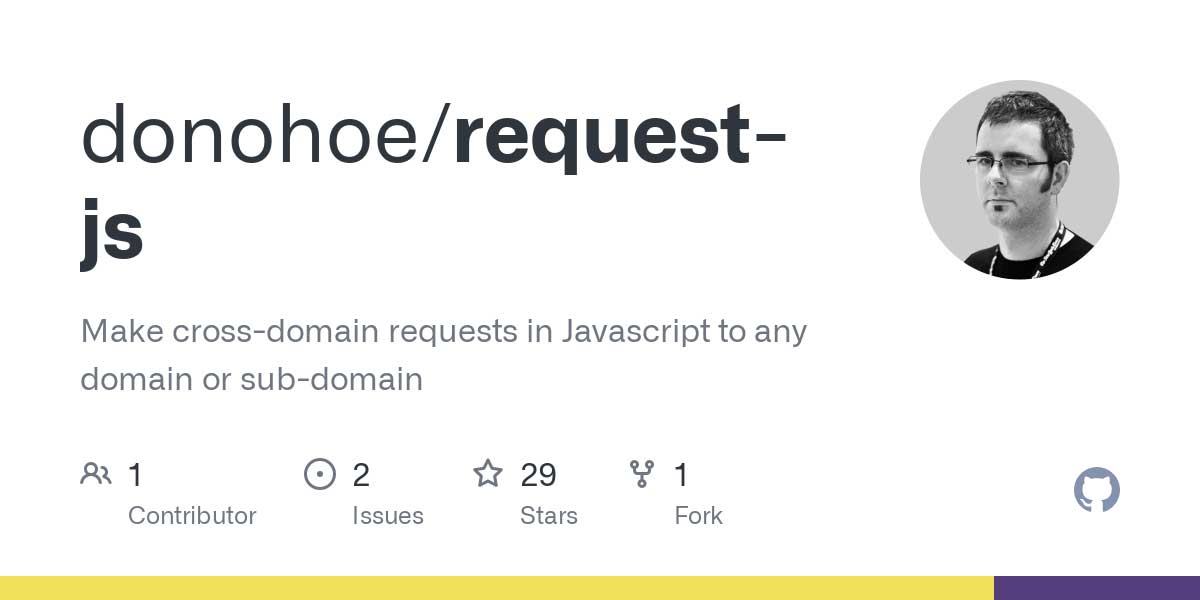 donohoe/request-
js
Make cross-domain requests in Javascript to any
domain or sub-domain
1
Contributor
2
Issues
29
Stars
1
Fork